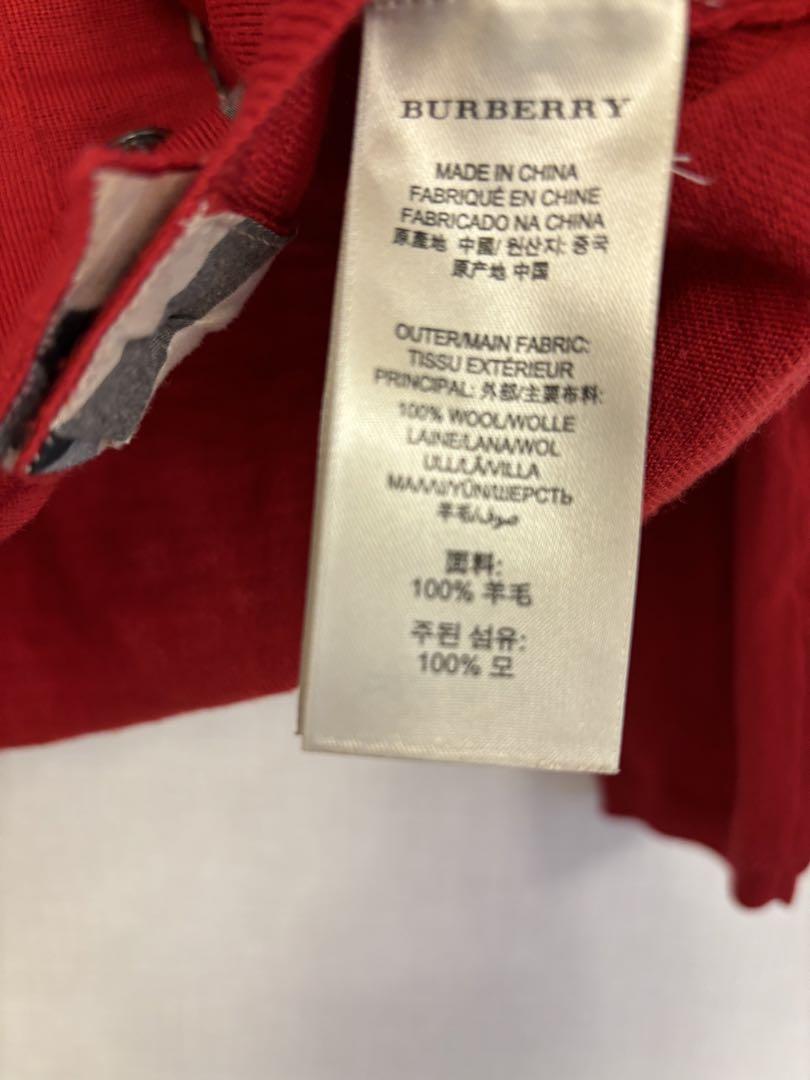 BURBERRY
MADE IN CHINA
FABRIQUÉ EN CHINE
FABRICADO NA CHINA
原產地 中國/ 원산지: 중국
原产地 中国
OUTER/MAIN FABRIC:
TISSU EXTÉRIEUR
PRINCIPAL: 外部/主要布料:
100% WOOL/WOLLE
LAINE/LANA/WOL
ULL/LÃ/VILLA
ΜΑΛΛΙ/YÜN/ШЕРСТЬ
羊毛/صوف
面料:
100% 羊毛
주된 섬유:
100% 모